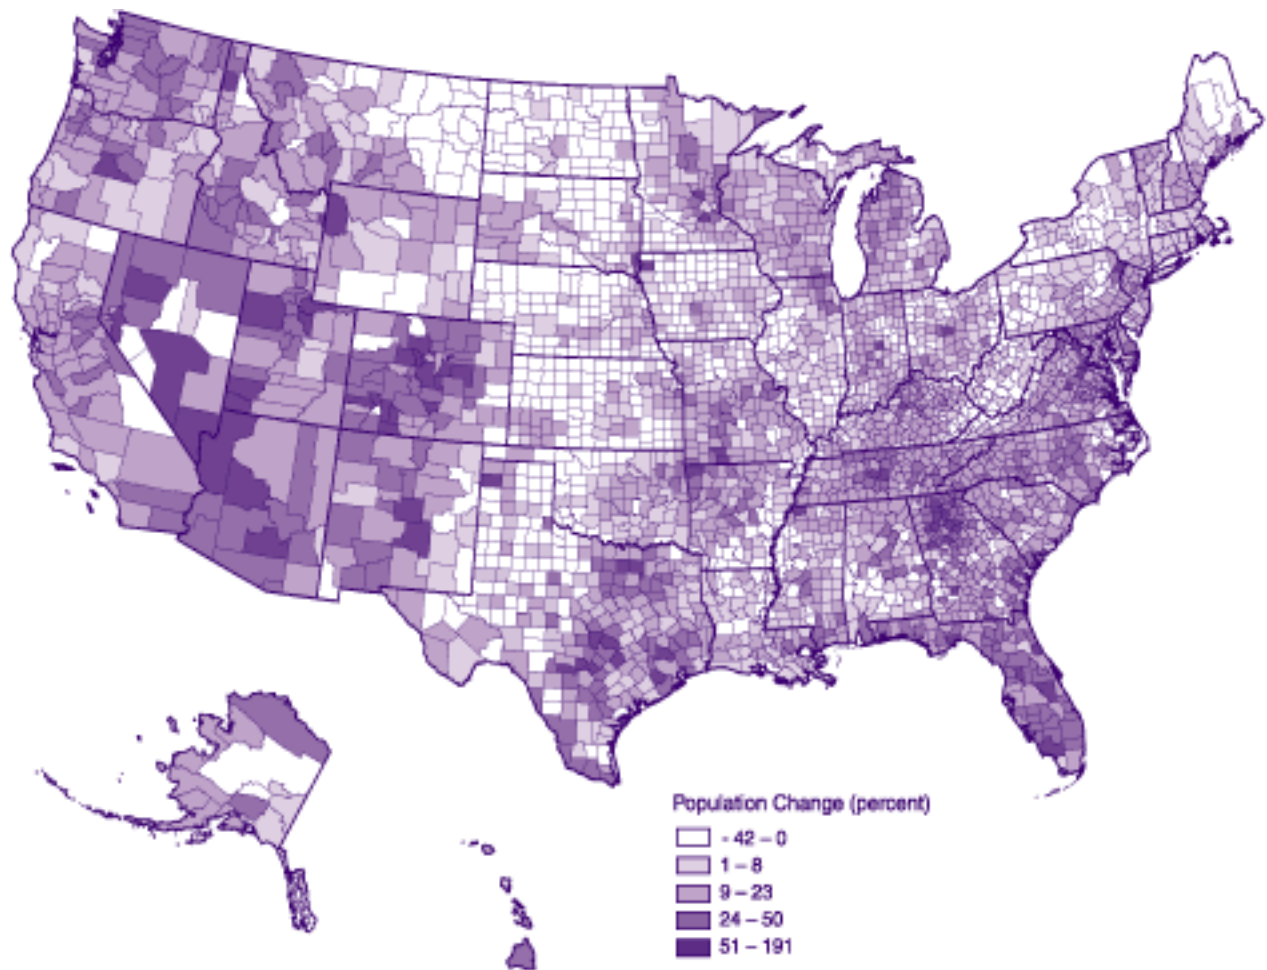 Population Change (percent)
- 42 – 0
1 – 8
9 – 23
24 – 50
51 – 191